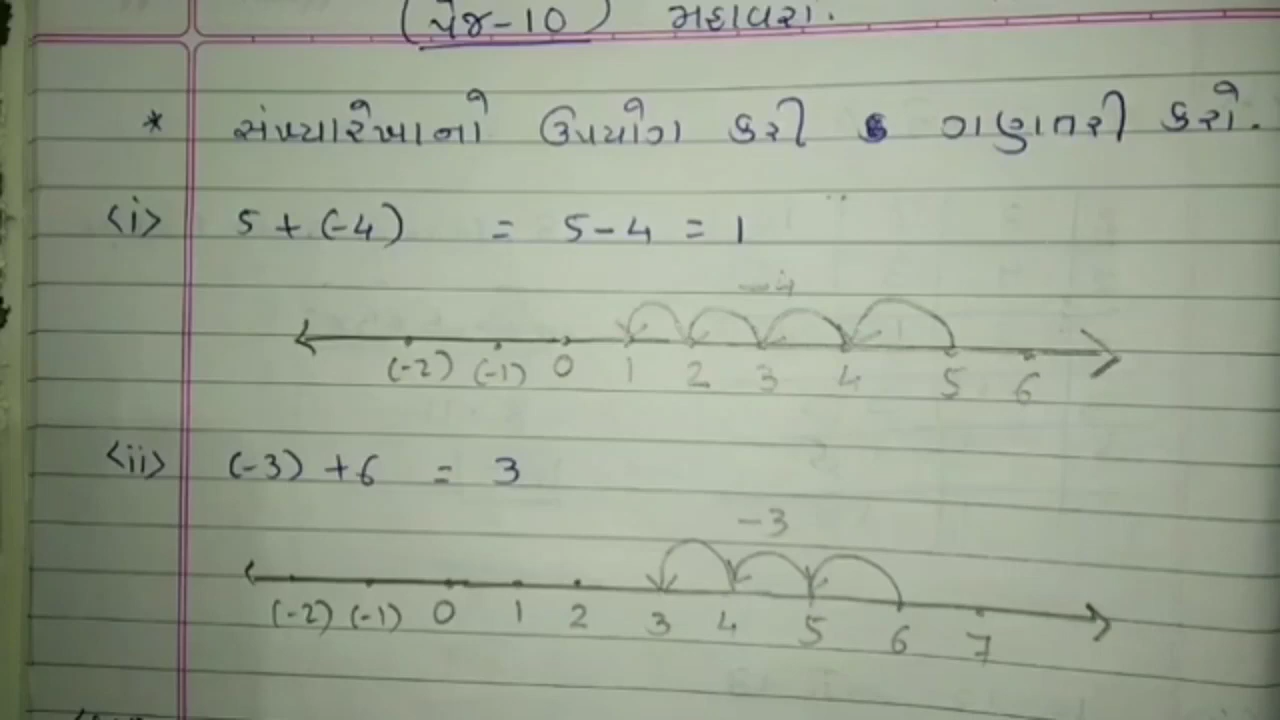 (પેજ-10) મહાવરો.
* સંખ્યારેખાનો ઉપયોગ કરી ગણતરી કરો.
<i> 5 + (-4) = 5 - 4 = 1
-4
(-2) (-1) 0 1 2 3 4 5 6
<ii> (-3) + 6 = 3
-3
(-2) (-1) 0 1 2 3 4 5 6 7